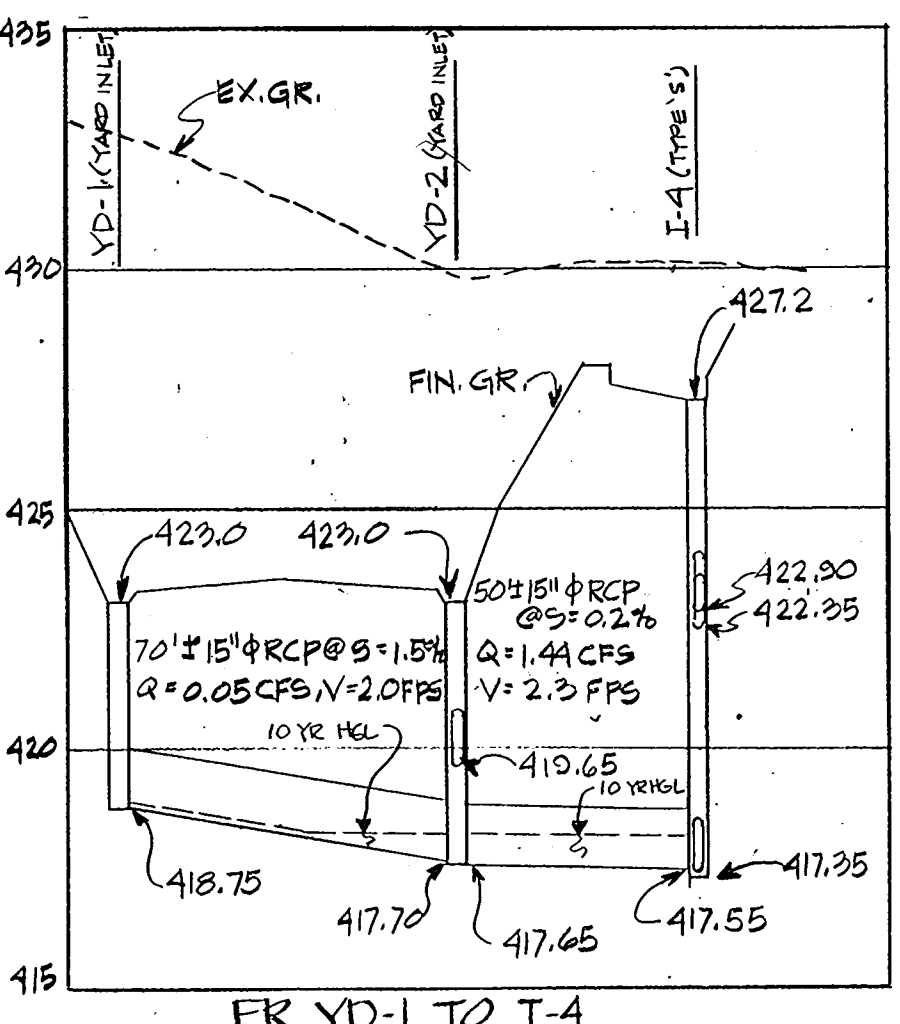 435
YD-1 (YARD INLET)
YD-2 (YARD INLET)
I-4 (TYPE 'S')
EX. GR.
430
427.2
FIN. GR.
425
423.0
423.0
50'± 15" Φ RCP
@ S = 0.2%
422.90
422.35
70'± 15" Φ RCP @ S = 1.5%
Q = 0.05 CFS, V = 2.0 FPS
Q = 1.44 CFS
V = 2.3 FPS
10 YR HGL
420
419.65
10 YR HGL
418.75
417.35
417.70
417.65
417.55
415
FR YD-1 TO I-4